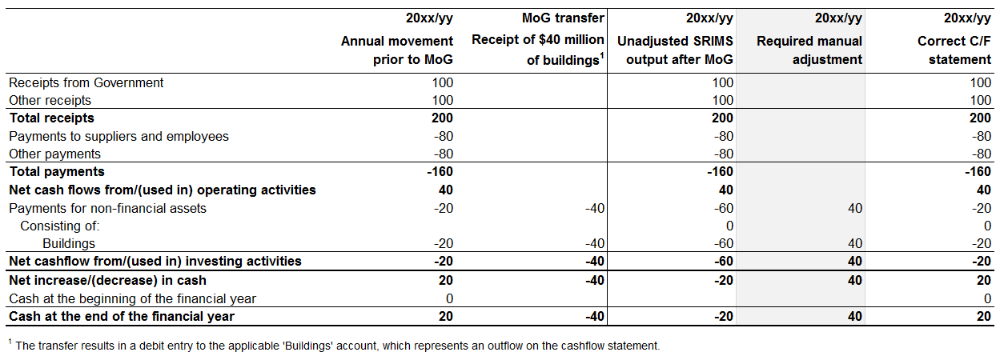 20xx/yy MoG transfer 20xx/yy 20xx/yy 20xx/yy
Annual movement Receipt of $40 million Unadjusted SRIMS Required manual Correct C/F
prior to MoG of buildings1 output after MoG adjustment statement
Receipts from Government 100 100 100
Other receipts 100 100 100
Total receipts 200 200 200
Payments to suppliers and employees -80 -80 -80
Other payments -80 -80 -80
Total payments -160 -160 -160
Net cash flows from/(used in) operating activities 40 40 40
Payments for non-financial assets -20 -40 -60 40 -20
Consisting of: 0 0
Buildings -20 -40 -60 40 -20
Net cashflow from/(used in) investing activities -20 -40 -60 40 -20
Net increase/(decrease) in cash 20 -40 -20 40 20
Cash at the beginning of the financial year 0 0
Cash at the end of the financial year 20 -40 -20 40 20
1 The transfer results in a debit entry to the applicable 'Buildings' account, which represents an outflow on the cashflow statement.